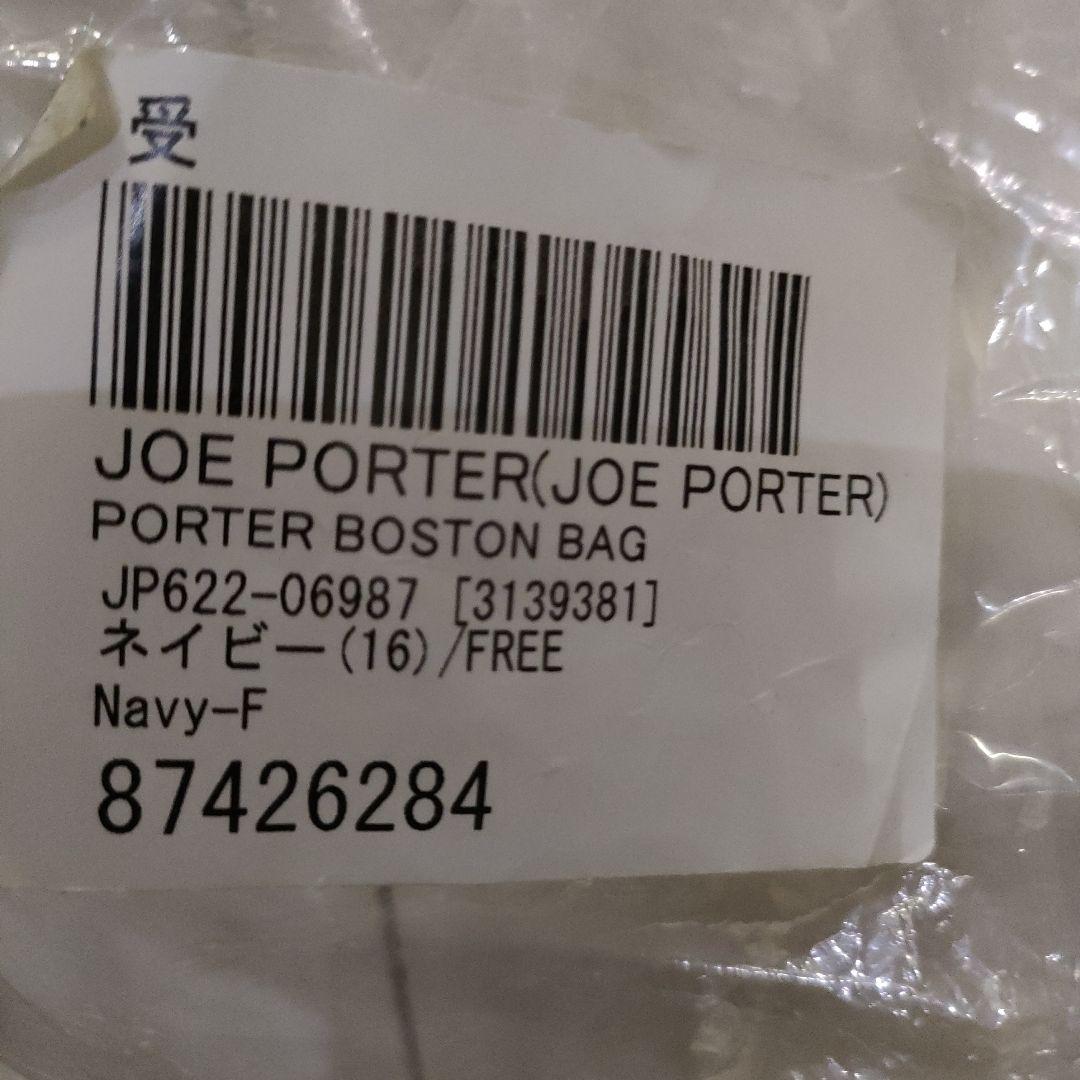 受
JOE PORTER(JOE PORTER)
PORTER BOSTON BAG
JP622-06987 [3139381]
ネイビー(16)/FREE
Navy-F
87426284